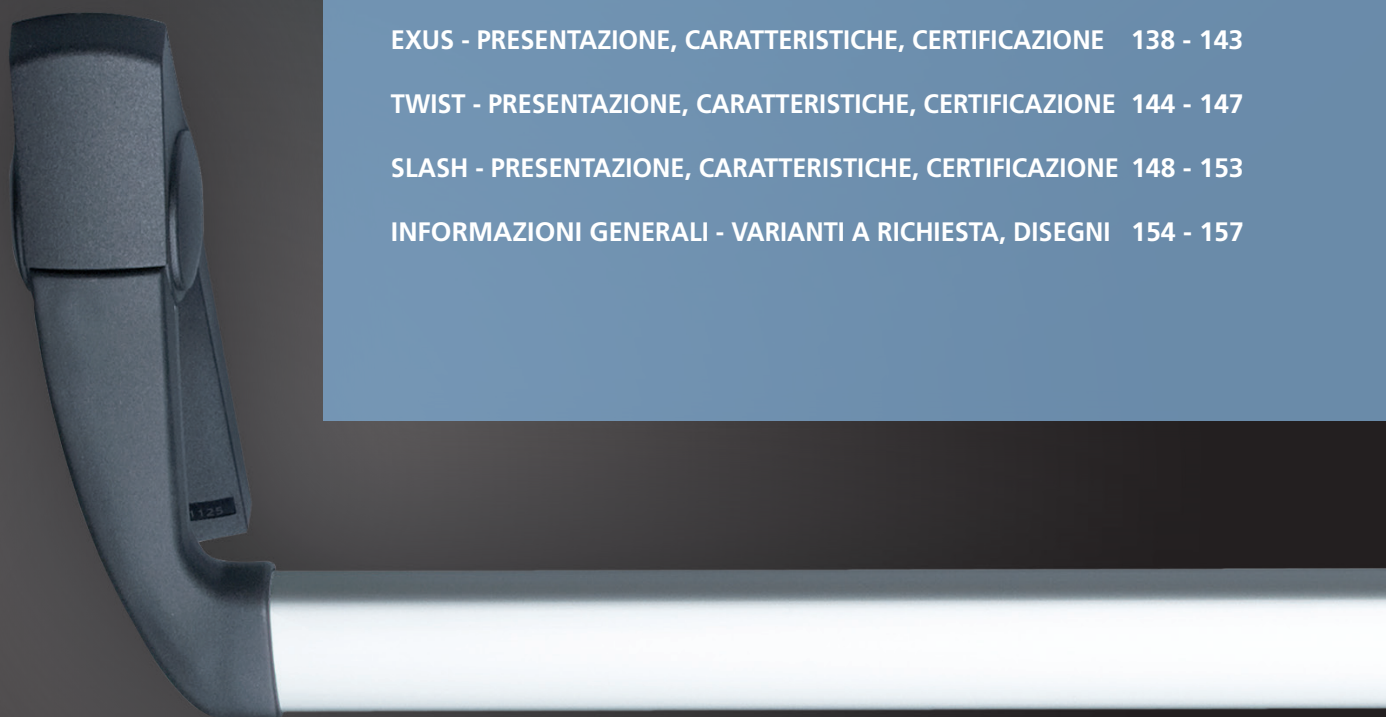 EXUS - PRESENTAZIONE, CARATTERISTICHE, CERTIFICAZIONE 138 - 143
TWIST - PRESENTAZIONE, CARATTERISTICHE, CERTIFICAZIONE 144 - 147
SLASH - PRESENTAZIONE, CARATTERISTICHE, CERTIFICAZIONE 148 - 153
INFORMAZIONI GENERALI - VARIANTI A RICHIESTA, DISEGNI 154 - 157
1125